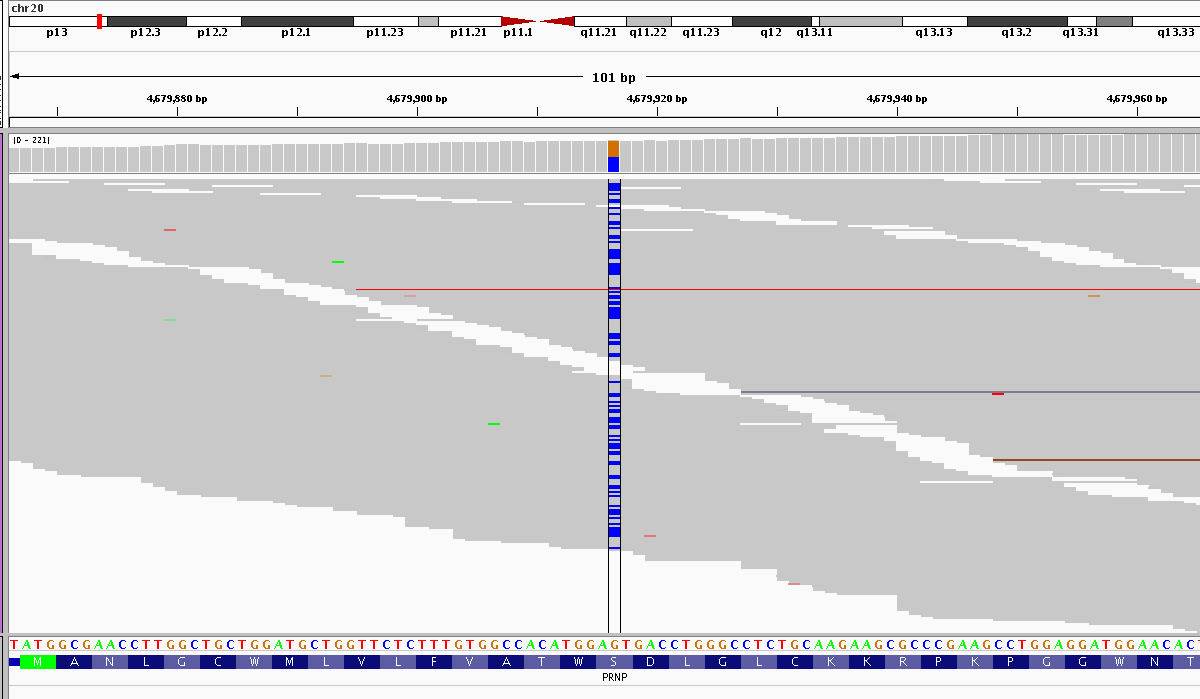 chr20
p13 p12.3 p12.2 p12.1 p11.23 p11.21 p11.1 q11.21 q11.22 q11.23 q12 q13.11 q13.13 q13.2 q13.31 q13.33
101 bp
4,679,880 bp 4,679,900 bp 4,679,920 bp 4,679,940 bp 4,679,960 bp
[0 - 221]
TATGGCGAACCTTGGCTGCTGGATGCTGGTTCTCTTTGTGGCCACATGGAGTGACCTGGGCCTCTGCAAGAAGCGCCCGAAGCCTGGAGGATGGAACACT
M A N L G C W M L V L F V A T W S D L G L C K K R P K P G G W N T
PRNP